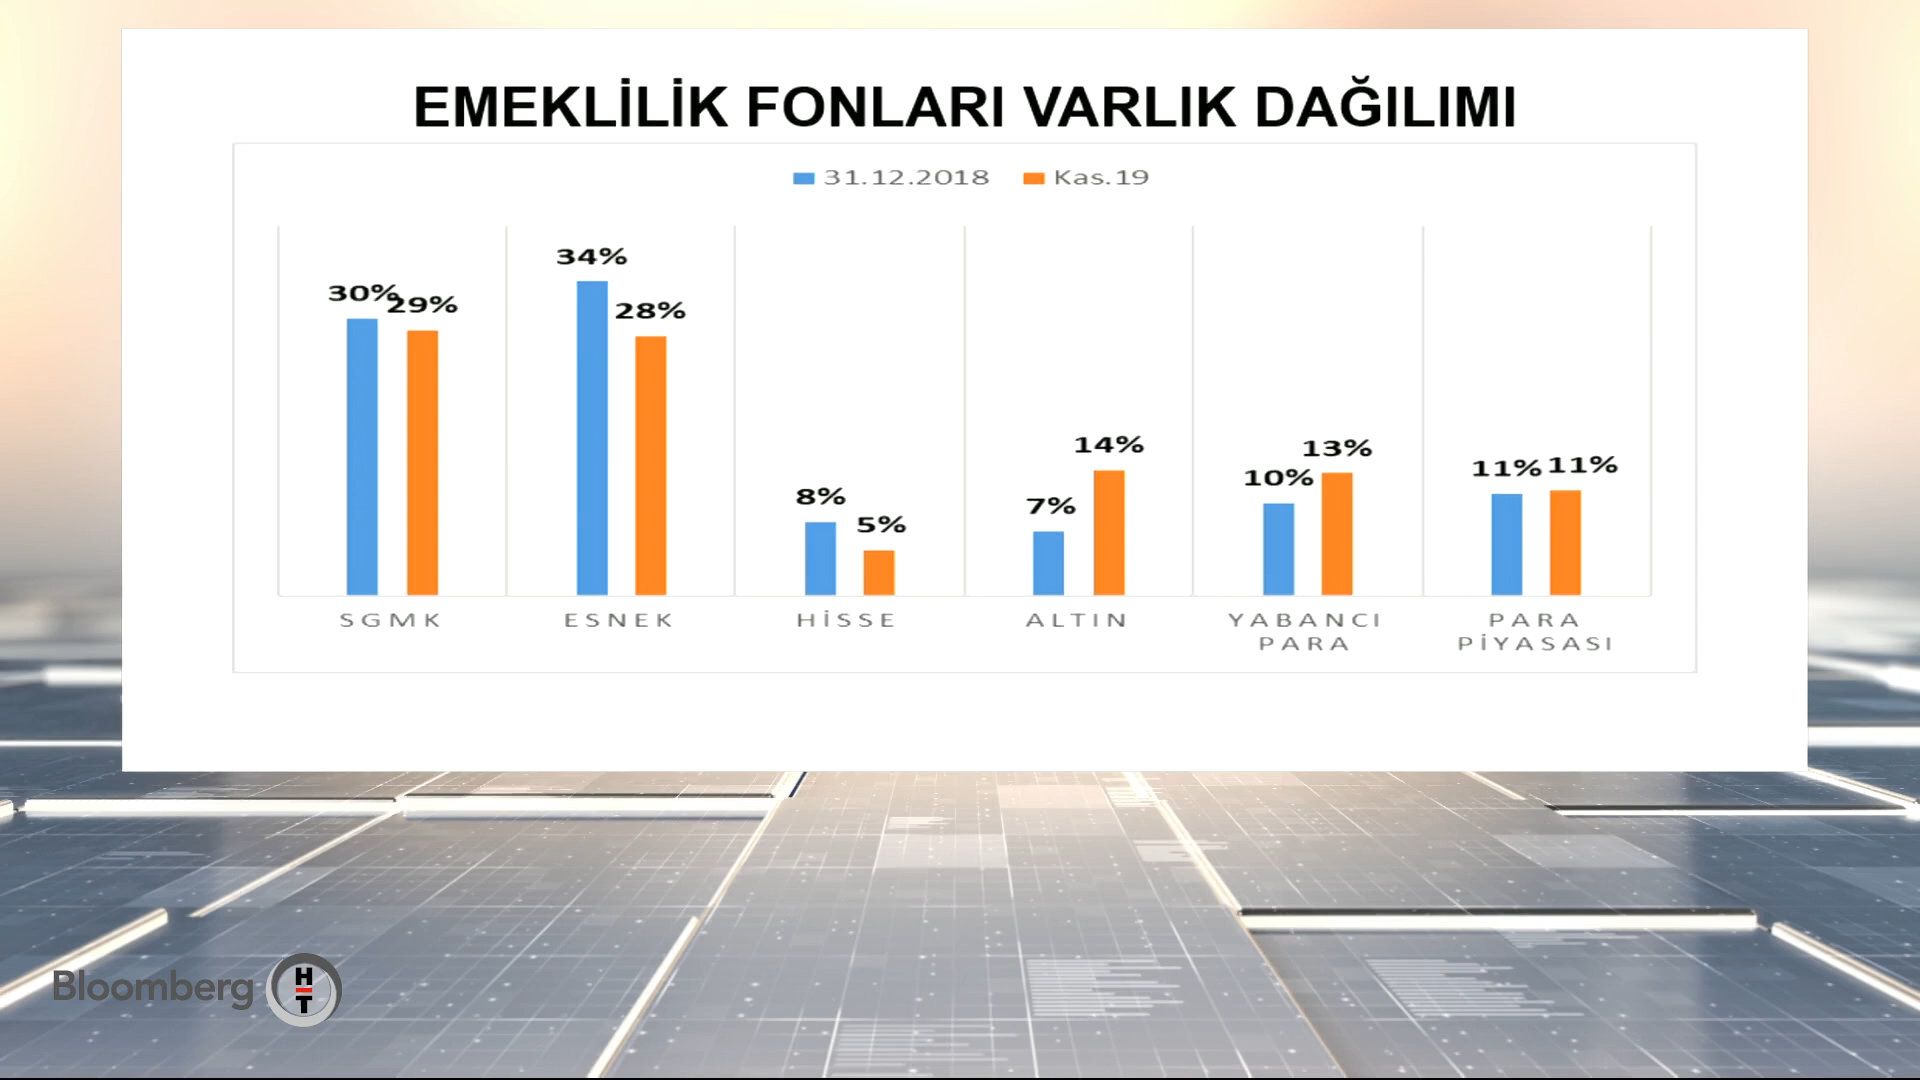 EMEKLİLİK FONLARI VARLIK DAĞILIMI
31.12.2018 Kas.19
30% 29% 34% 28% 8% 5% 7% 14% 10% 13% 11% 11%
SGMK ESNEK HİSSE ALTIN YABANCI PARA PARA PİYASASI
Bloomberg HT